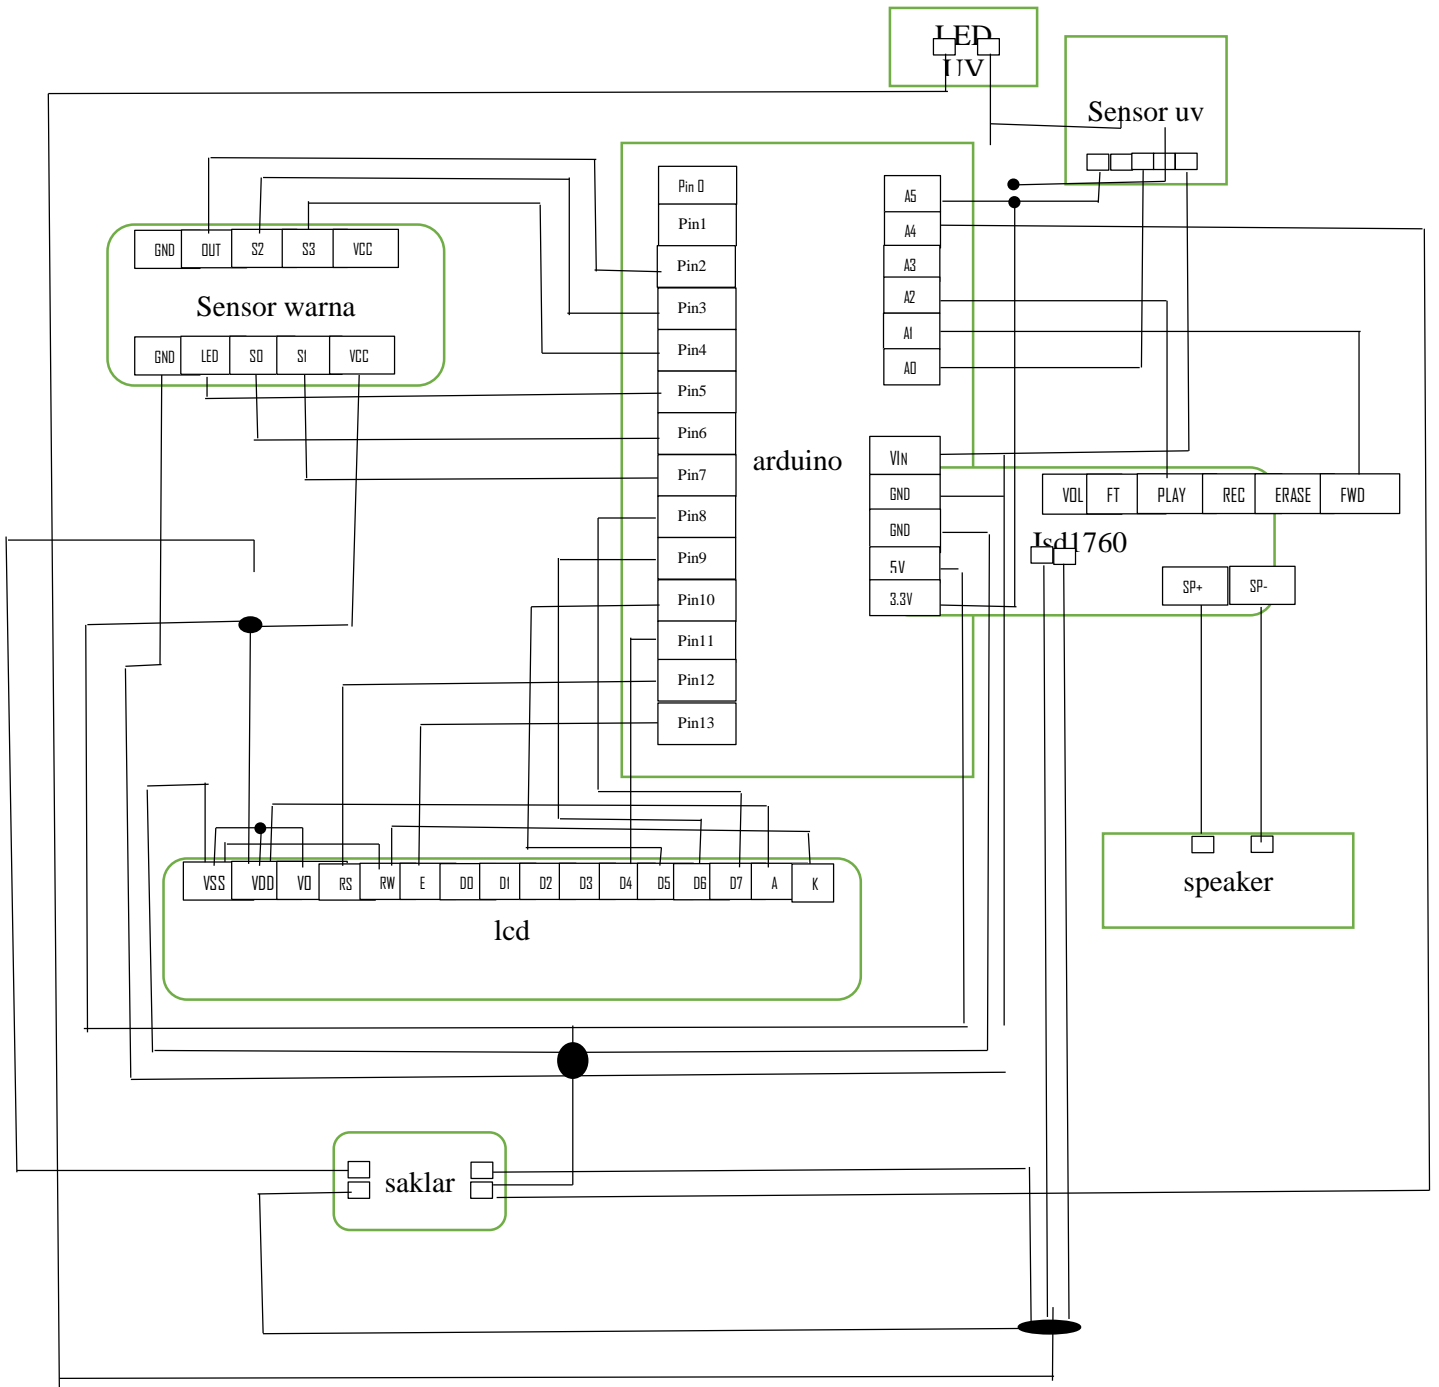 LED
UV
Sensor uv
Pin 0
Pin1
Pin2
Pin3
Pin4
Pin5
Pin6
Pin7
Pin8
Pin9
Pin10
Pin11
Pin12
Pin13
arduino
A5
A4
A3
A2
A1
A0
VIN
GND
GND
5V
3.3V
GND OUT S2 S3 VCC
Sensor warna
GND LED S0 S1 VCC
VOL FT PLAY REC ERASE FWD
Isd1760
SP+ SP-
speaker
VSS VDD VO RS RW E D0 D1 D2 D3 D4 D5 D6 D7 A K
lcd
saklar